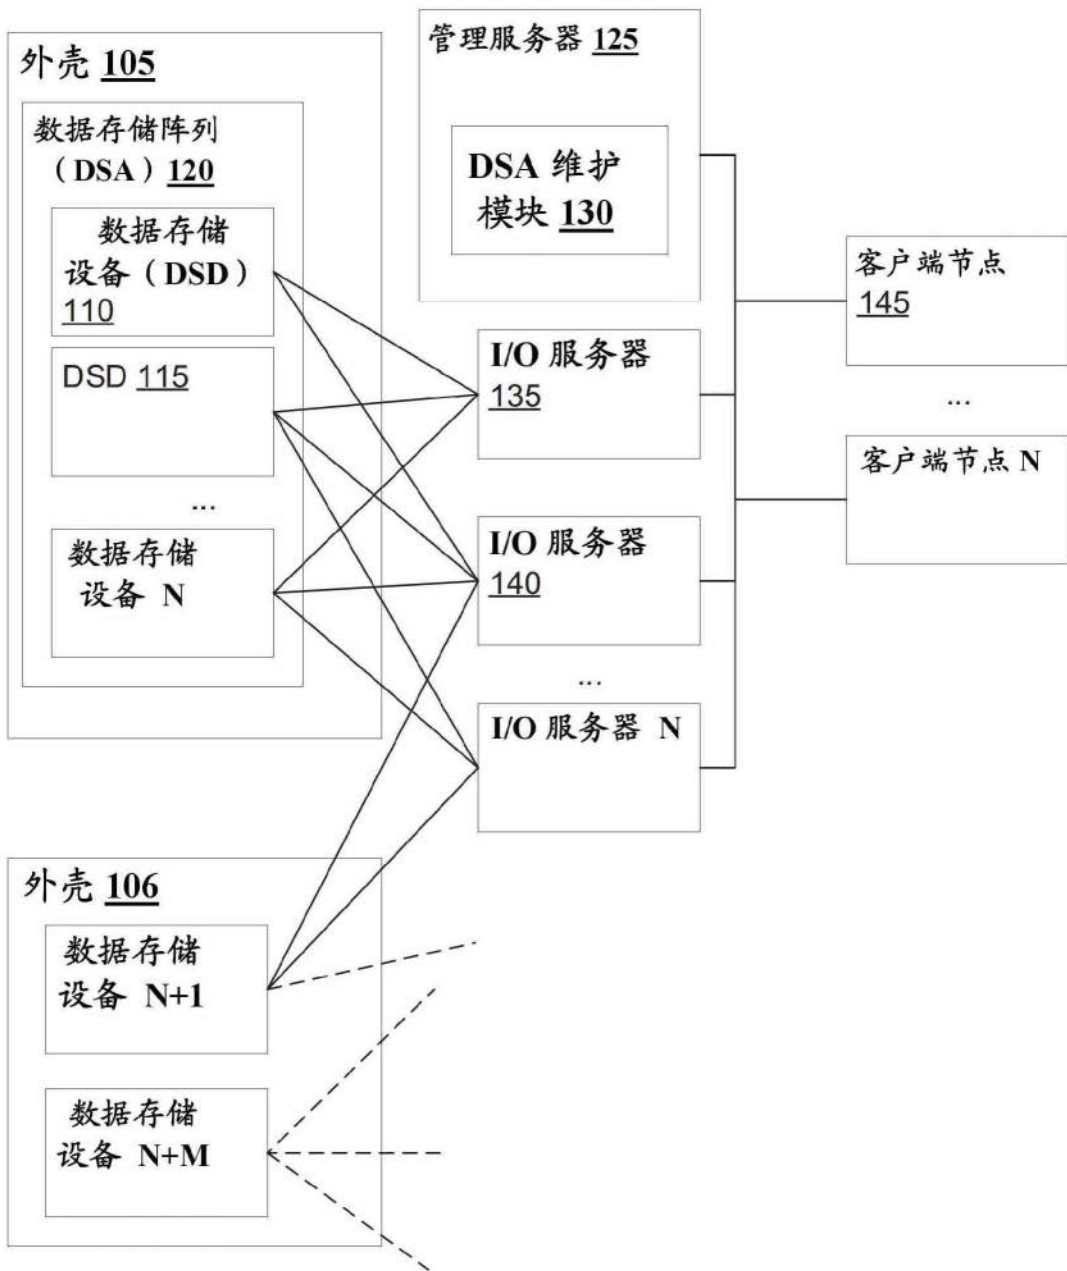 外壳 105
数据存储阵列
（DSA）120
数据存储
设备（DSD）
110
DSD 115
...
数据存储
设备 N
管理服务器 125
DSA 维护
模块 130
I/O 服务器
135
I/O 服务器
140
...
I/O 服务器 N
客户端节点
145
...
客户端节点 N
外壳 106
数据存储
设备 N+1
数据存储
设备 N+M